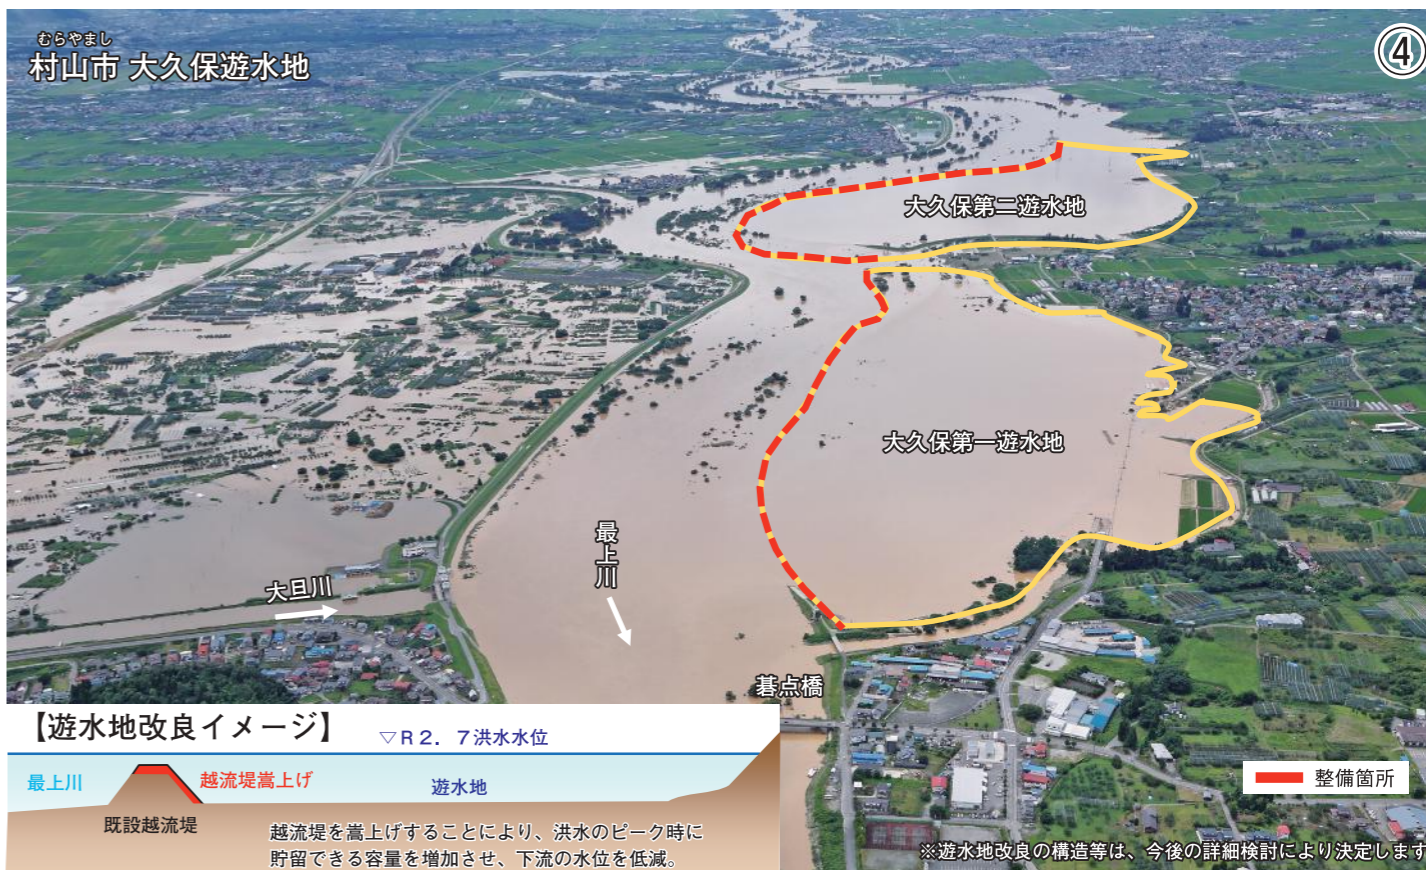 むらやまし
村山市 大久保遊水地
④
大久保第二遊水地
大久保第一遊水地
最上川
大旦川
碁点橋
【遊水地改良イメージ】
▽R2.7洪水水位
最上川
越流堤嵩上げ
遊水地
既設越流堤
越流堤を嵩上げすることにより、洪水のピーク時に
貯留できる容量を増加させ、下流の水位を低減。
整備箇所
※遊水地改良の構造等は、今後の詳細検討により決定します